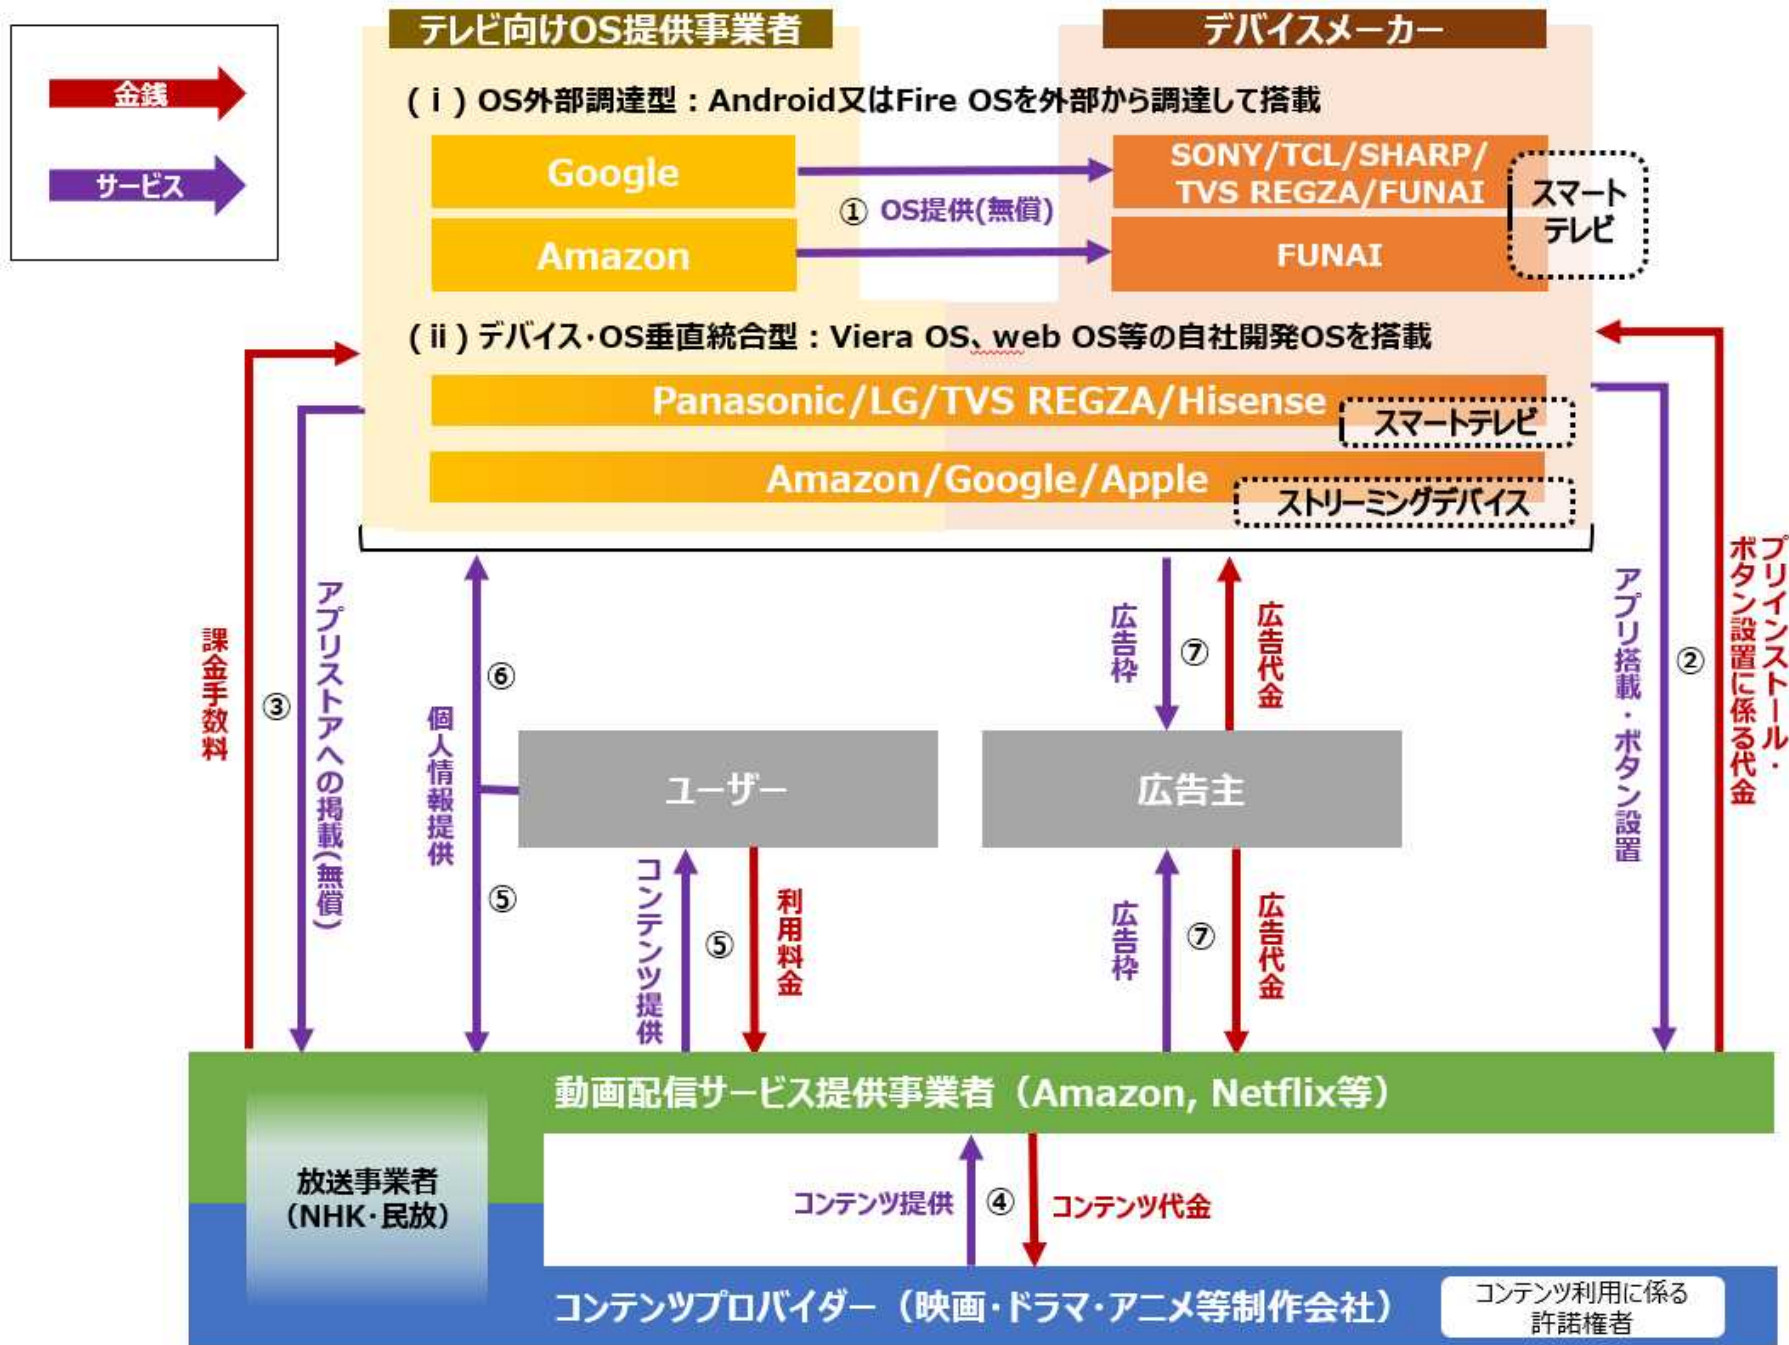 金銭
サービス
テレビ向けOS提供事業者
デバイスメーカー
(ⅰ)OS外部調達型：Android又はFire OSを外部から調達して搭載
Google
SONY/TCL/SHARP/
TVS REGZA/FUNAI
① OS提供(無償)
Amazon
FUNAI
スマート
テレビ
(ⅱ)デバイス･OS垂直統合型：Viera OS、web OS等の自社開発OSを搭載
Panasonic/LG/TVS REGZA/Hisense
スマートテレビ
Amazon/Google/Apple
ストリーミングデバイス
課金手数料
③
アプリストアへの掲載(無償)
個人情報提供
⑥
⑤
ユーザー
コンテンツ提供
⑤
利用料金
広告枠
⑦
広告代金
広告主
広告枠
⑦
広告代金
アプリ搭載・ボタン設置
②
プリインストール・
ボタン設置に係る代金
動画配信サービス提供事業者（Amazon, Netflix等）
放送事業者
（NHK･民放）
コンテンツ提供
④
コンテンツ代金
コンテンツプロバイダー（映画･ドラマ･アニメ等制作会社）
コンテンツ利用に係る
許諾権者